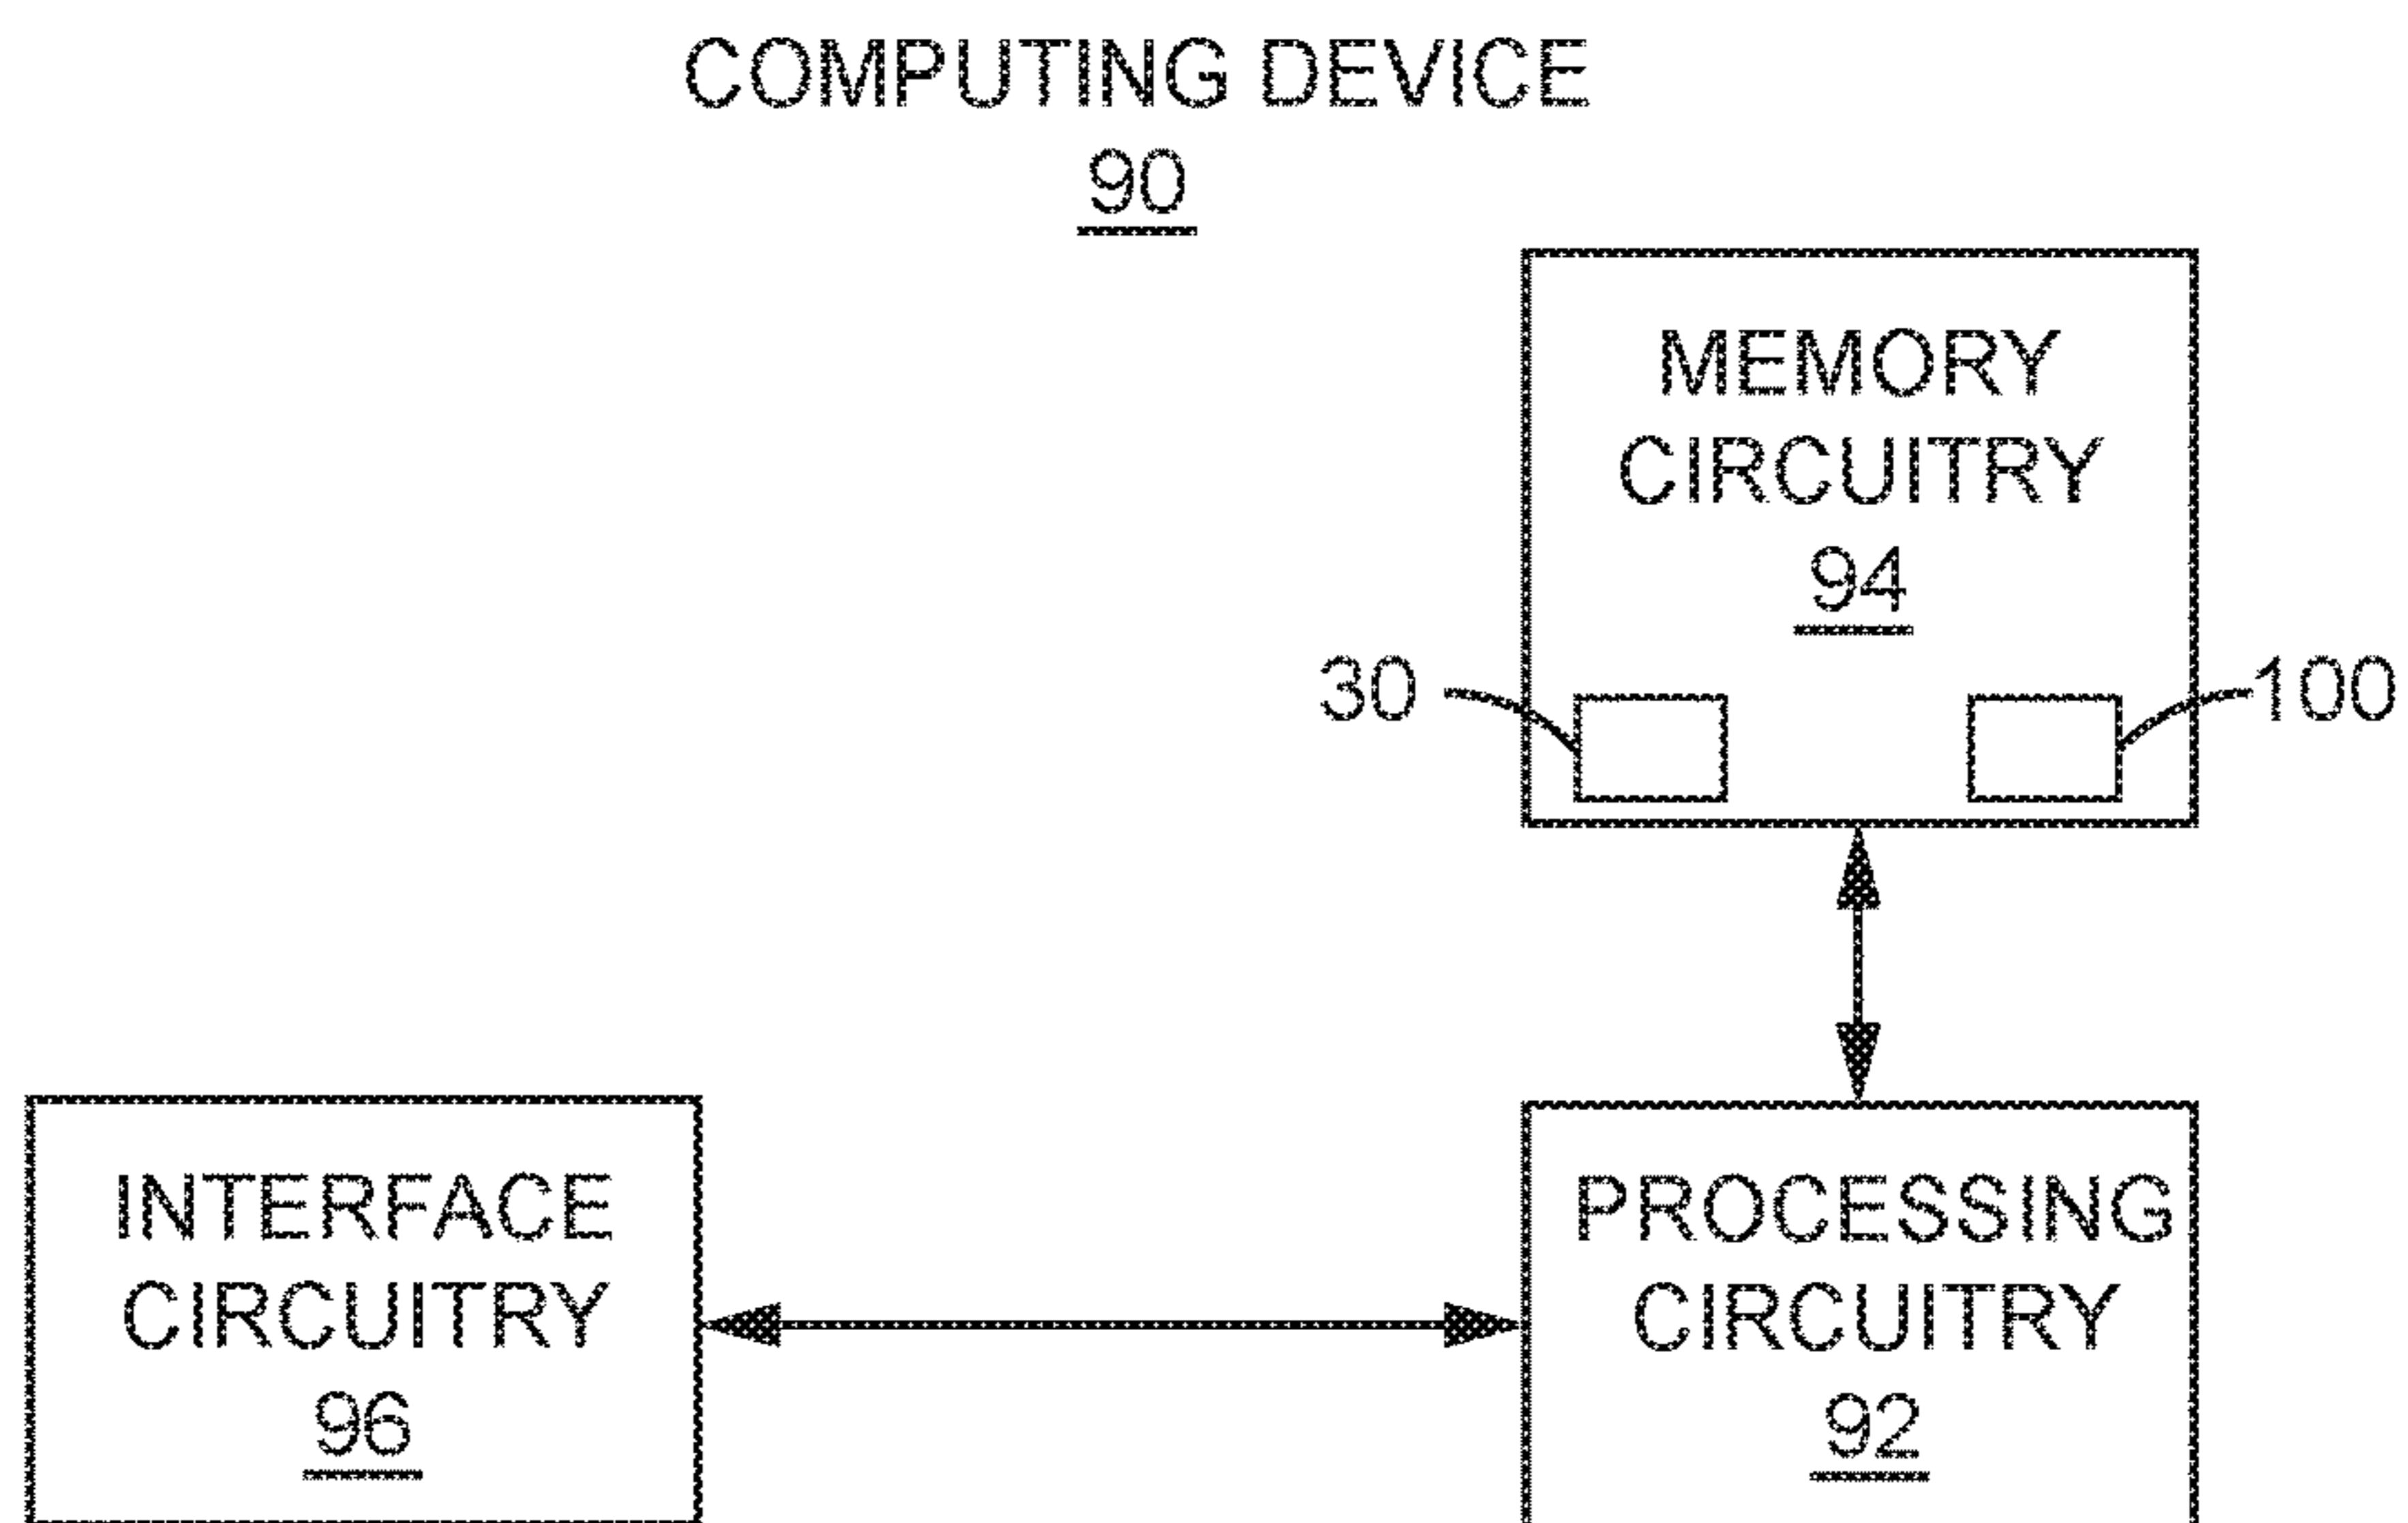 COMPUTING DEVICE
90
MEMORY
CIRCUITRY
94
30
100
INTERFACE
CIRCUITRY
96
PROCESSING
CIRCUITRY
92